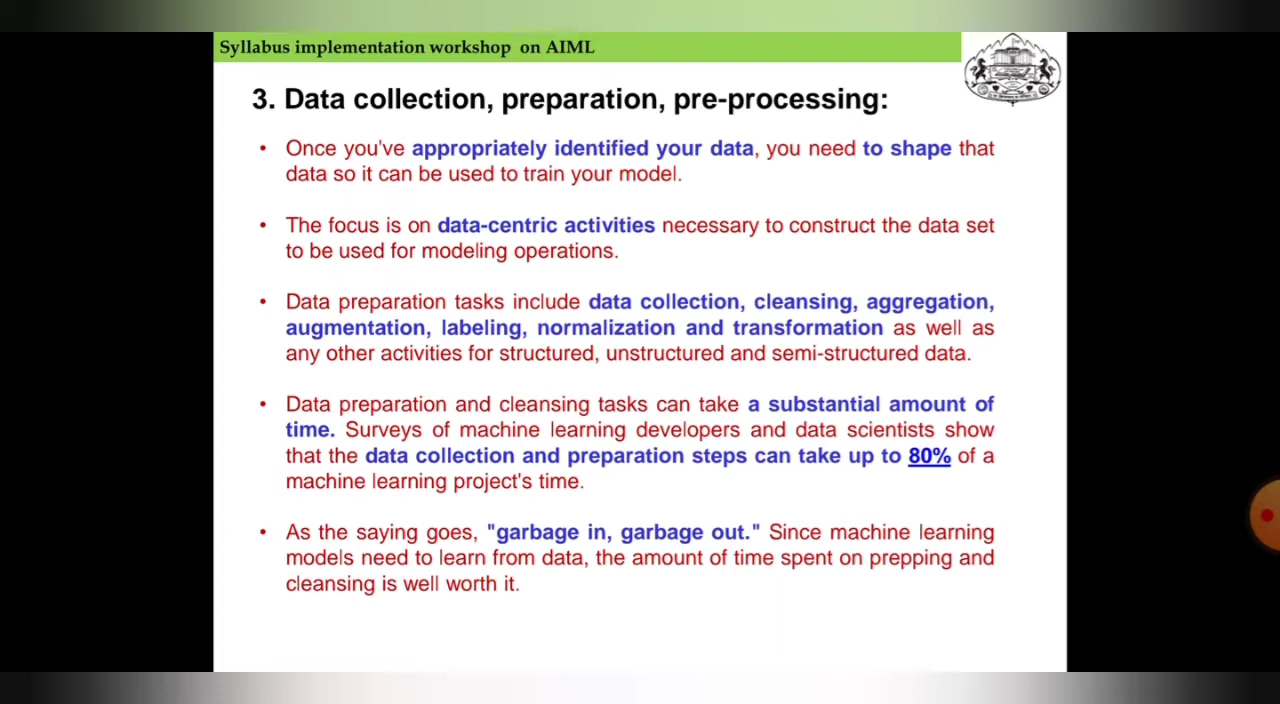 Syllabus implementation workshop on AIML
3. Data collection, preparation, pre-processing:
• Once you've appropriately identified your data, you need to shape that
data so it can be used to train your model.
• The focus is on data-centric activities necessary to construct the data set
to be used for modeling operations.
• Data preparation tasks include data collection, cleansing, aggregation,
augmentation, labeling, normalization and transformation as well as
any other activities for structured, unstructured and semi-structured data.
• Data preparation and cleansing tasks can take a substantial amount of
time. Surveys of machine learning developers and data scientists show
that the data collection and preparation steps can take up to 80% of a
machine learning project's time.
• As the saying goes, "garbage in, garbage out." Since machine learning
models need to learn from data, the amount of time spent on prepping and
cleansing is well worth it.